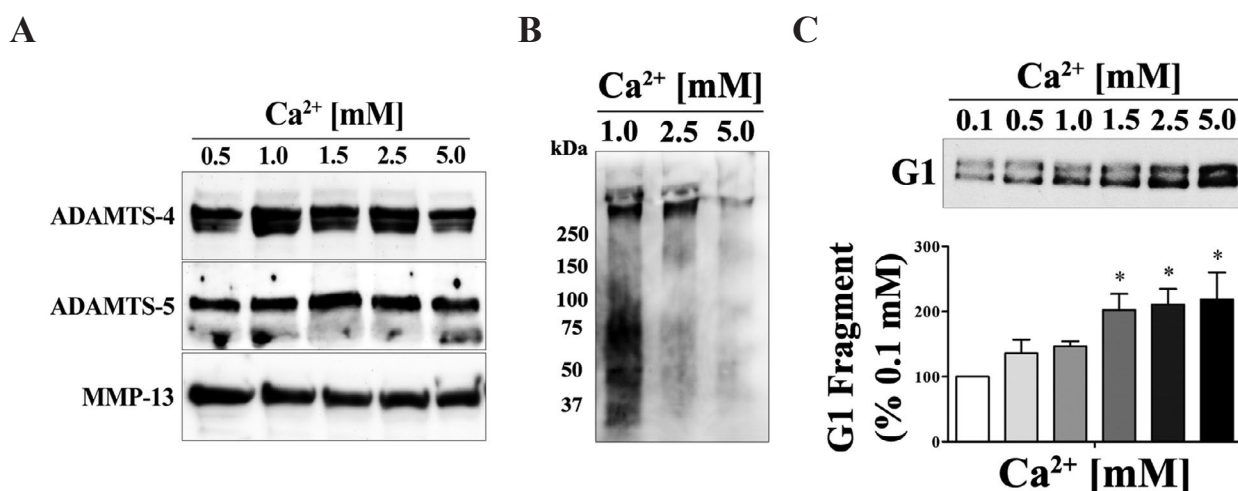 A
Ca²⁺ [mM]
0.5 1.0 1.5 2.5 5.0
ADAMTS-4
ADAMTS-5
MMP-13
B
Ca²⁺ [mM]
1.0 2.5 5.0
kDa
250
150
100
75
50
37
C
Ca²⁺ [mM]
0.1 0.5 1.0 1.5 2.5 5.0
G1
G1 Fragment
(% 0.1 mM)
300
200
100
0
* * *
Ca²⁺ [mM]